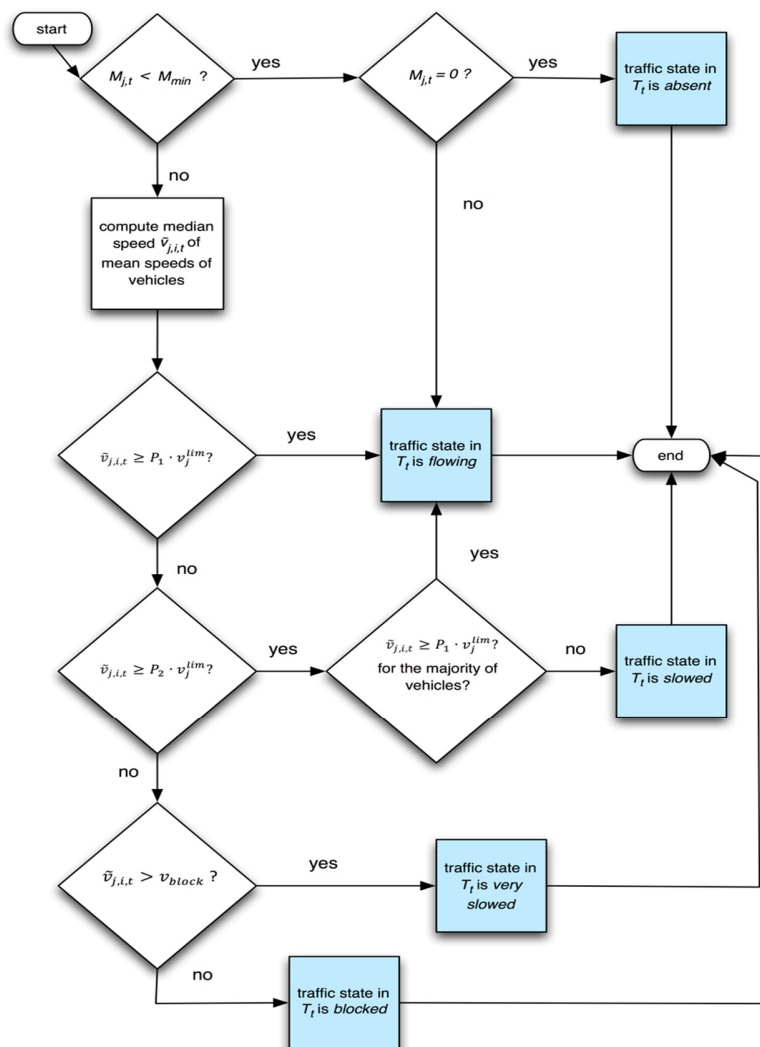 start
M_{j,t} < M_{min} ?
yes
M_{j,t} = 0 ?
yes
traffic state in
T_t is absent
no
no
compute median
speed ṽ_{j,i,t} of
mean speeds of
vehicles
ṽ_{j,i,t} ≥ P_1 · v_j^{lim}?
yes
traffic state in
T_t is flowing
end
no
yes
ṽ_{j,i,t} ≥ P_2 · v_j^{lim}?
yes
ṽ_{j,i,t} ≥ P_1 · v_j^{lim}?
for the majority of
vehicles?
no
traffic state in
T_t is slowed
no
ṽ_{j,i,t} > v_{block} ?
yes
traffic state in
T_t is very
slowed
no
traffic state in
T_t is blocked